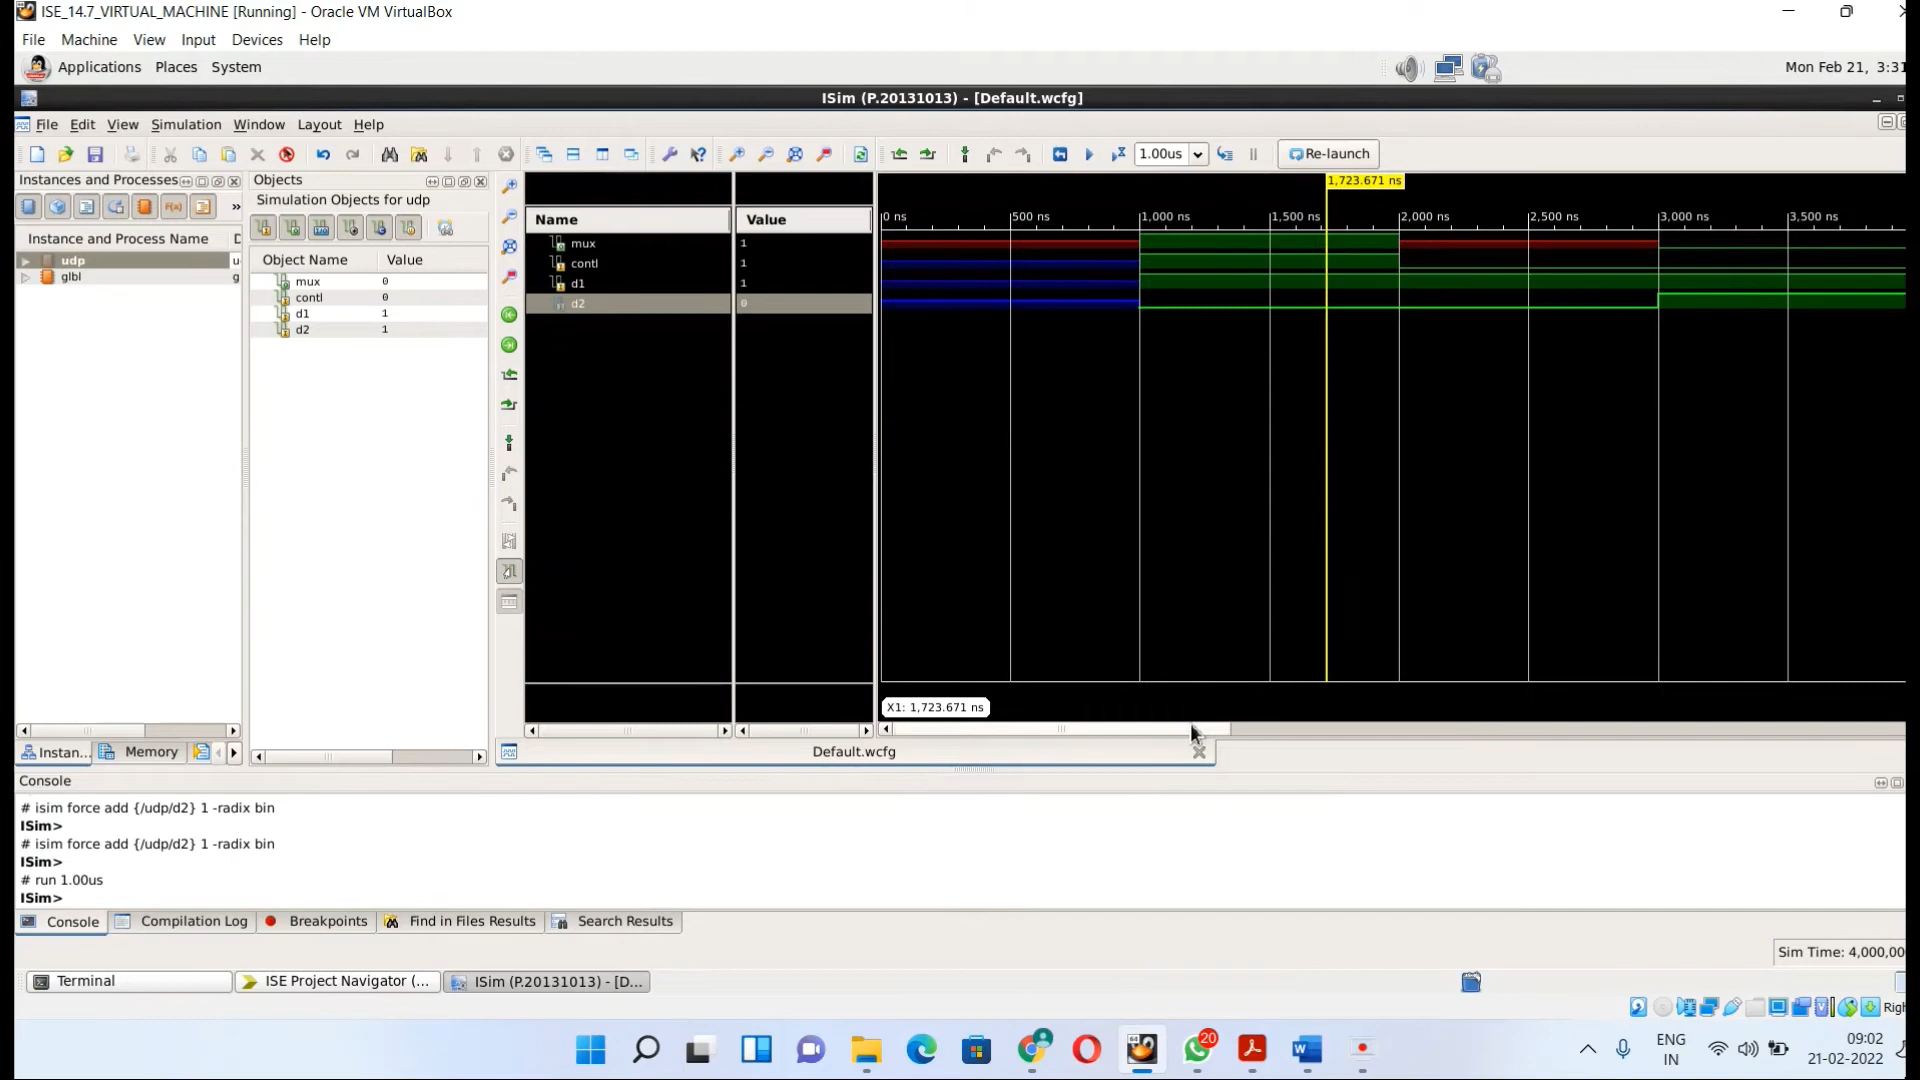 ISE_14.7_VIRTUAL_MACHINE [Running] - Oracle VM VirtualBox
File Machine View Input Devices Help
Applications Places System
Mon Feb 21, 3:31
ISim (P.20131013) - [Default.wcfg]
File Edit View Simulation Window Layout Help
1.00us
Re-launch
Instances and Processes
Instance and Process Name D
udp u
glbl g
Instan...
Memory
Objects
Simulation Objects for udp
Object Name Value
mux 0
contl 0
d1 1
d2 1
Name Value
mux 1
contl 1
d1 1
d2 0
1,723.671 ns
0 ns 500 ns 1,000 ns 1,500 ns 2,000 ns 2,500 ns 3,000 ns 3,500 ns
X1: 1,723.671 ns
Default.wcfg
Console
# isim force add {/udp/d2} 1 -radix bin
ISim>
# isim force add {/udp/d2} 1 -radix bin
ISim>
# run 1.00us
ISim>
Console Compilation Log Breakpoints Find in Files Results Search Results
Sim Time: 4,000,00
Terminal ISE Project Navigator (... ISim (P.20131013) - [D...
Righ
20
ENG
IN
09:02
21-02-2022